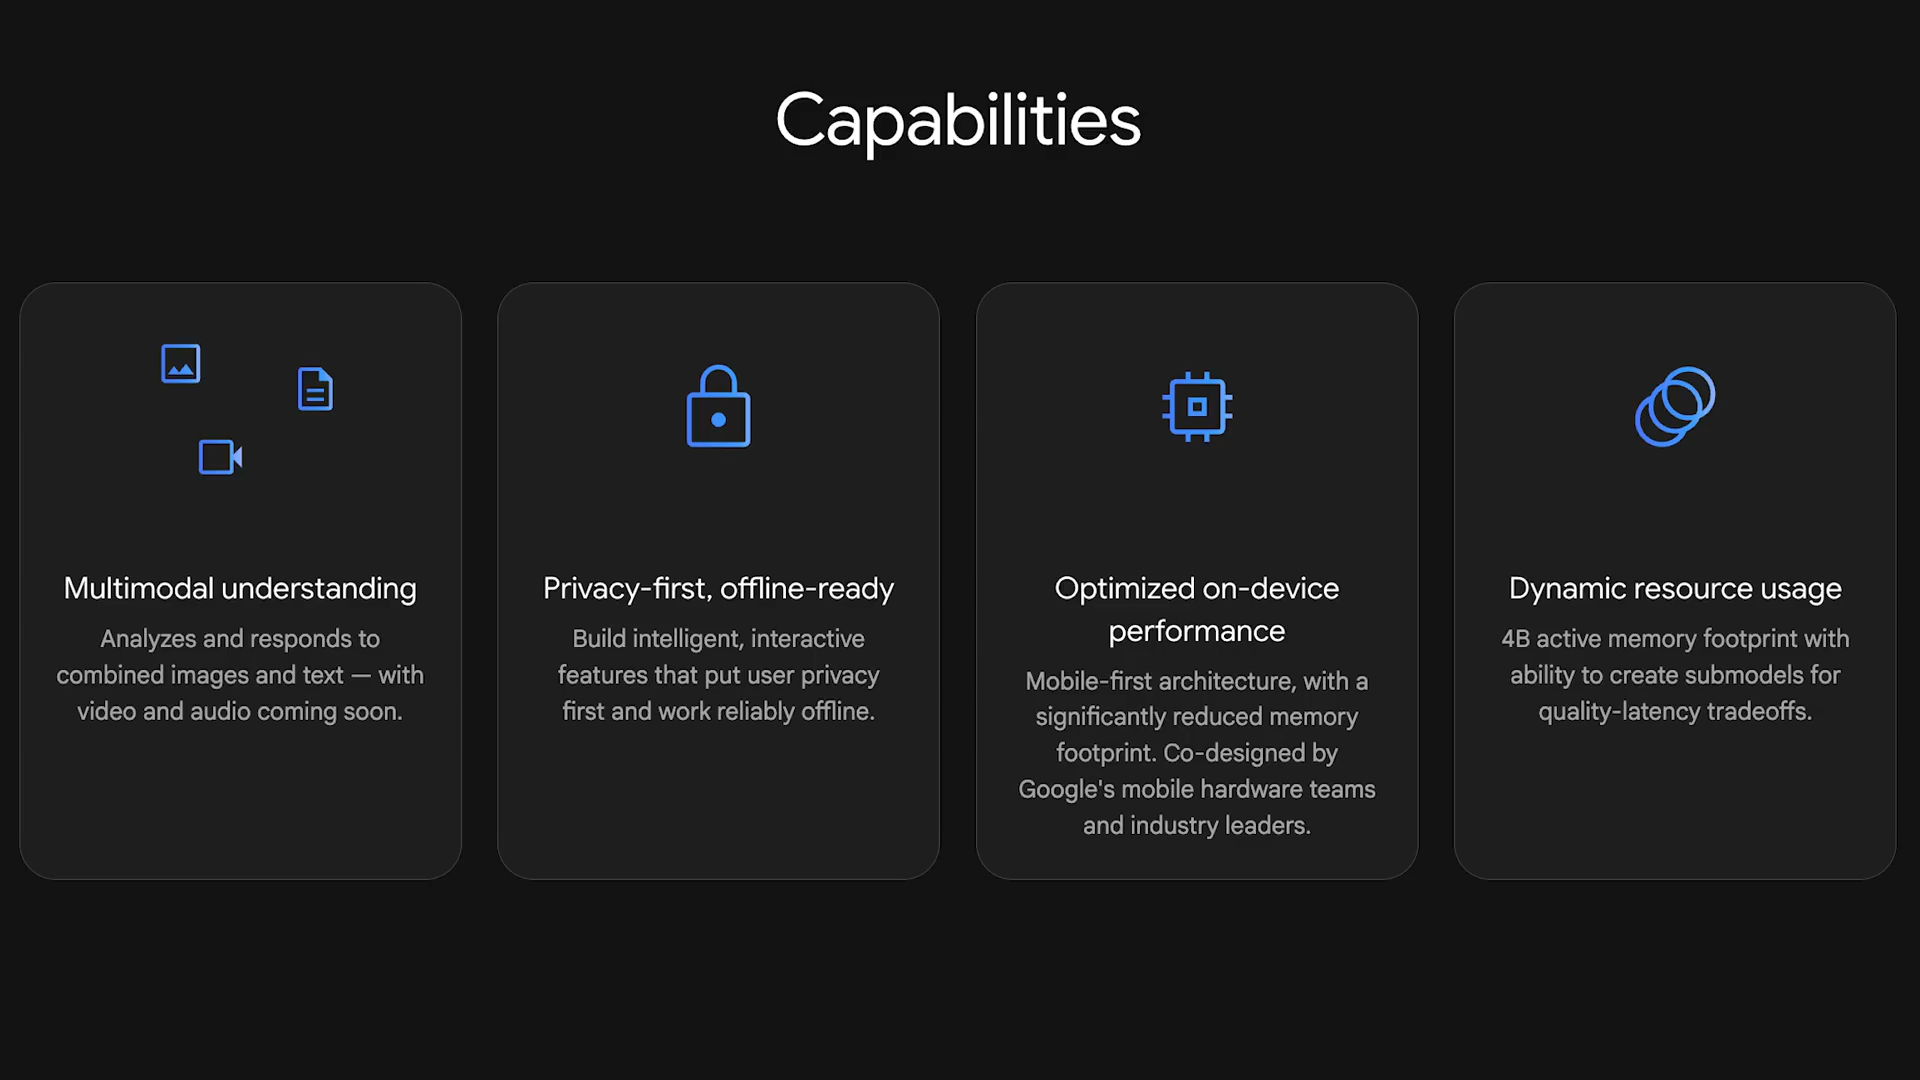 Capabilities
Multimodal understanding
Analyzes and responds to
combined images and text — with
video and audio coming soon.
Privacy-first, offline-ready
Build intelligent, interactive
features that put user privacy
first and work reliably offline.
Optimized on-device
performance
Mobile-first architecture, with a
significantly reduced memory
footprint. Co-designed by
Google's mobile hardware teams
and industry leaders.
Dynamic resource usage
4B active memory footprint with
ability to create submodels for
quality-latency tradeoffs.